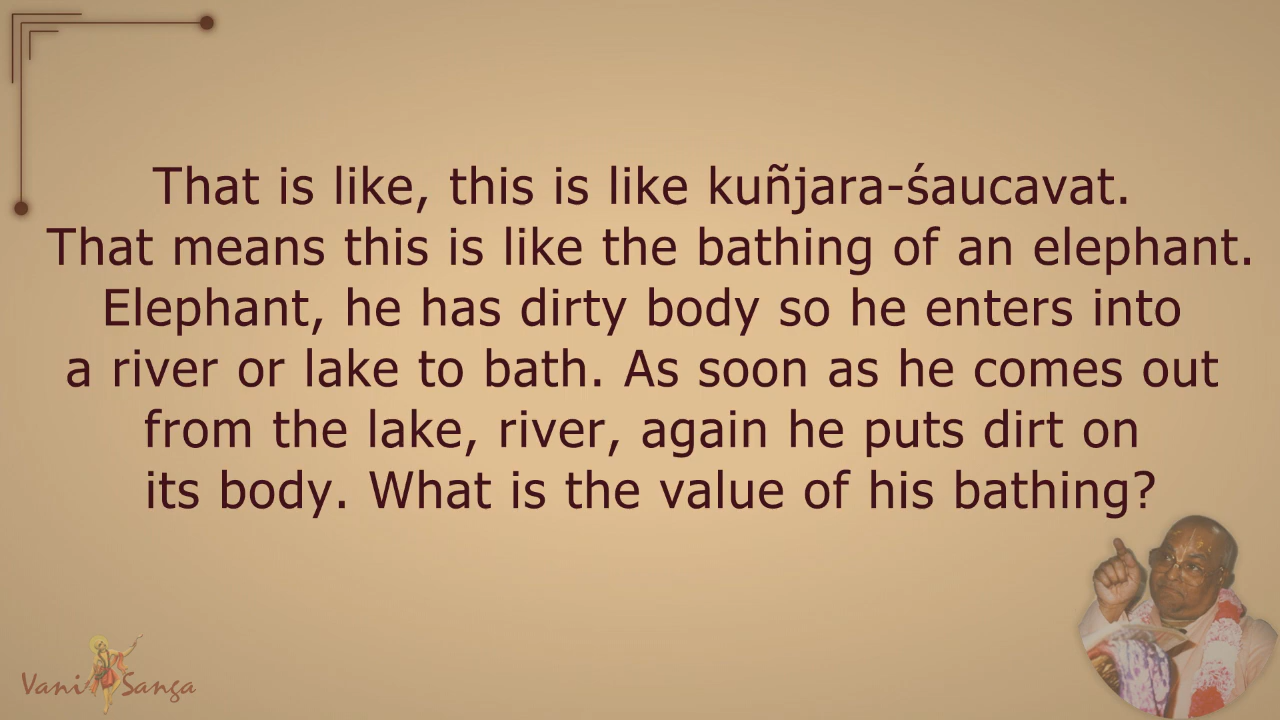 That is like, this is like kuñjara-śaucavat.
That means this is like the bathing of an elephant.
Elephant, he has dirty body so he enters into
a river or lake to bath. As soon as he comes out
from the lake, river, again he puts dirt on
its body. What is the value of his bathing?
Vani Sanga